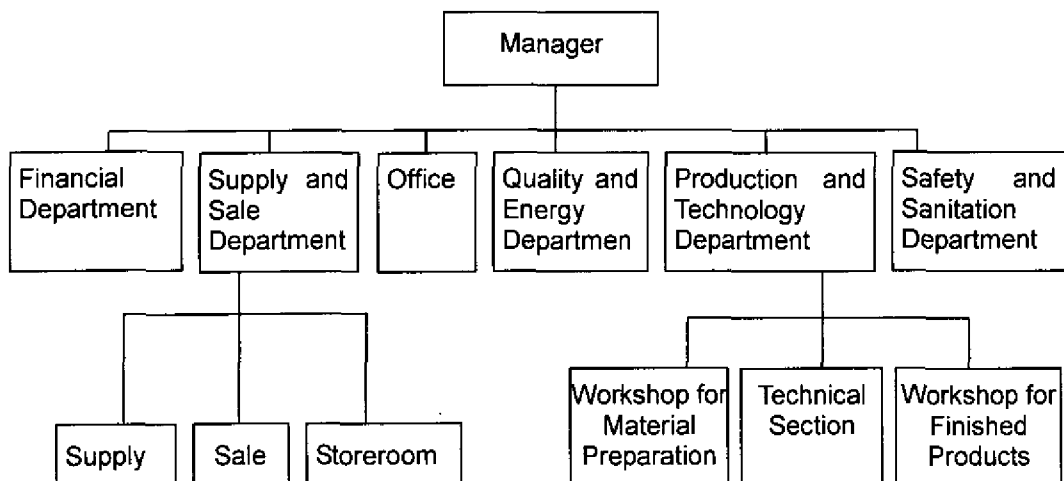 Manager
Financial
Department
Supply and
Sale
Department
Office
Quality and
Energy
Departmen
Production and
Technology
Department
Safety and
Sanitation
Department
Supply
Sale
Storeroom
Workshop for
Material
Preparation
Technical
Section
Workshop for
Finished
Products